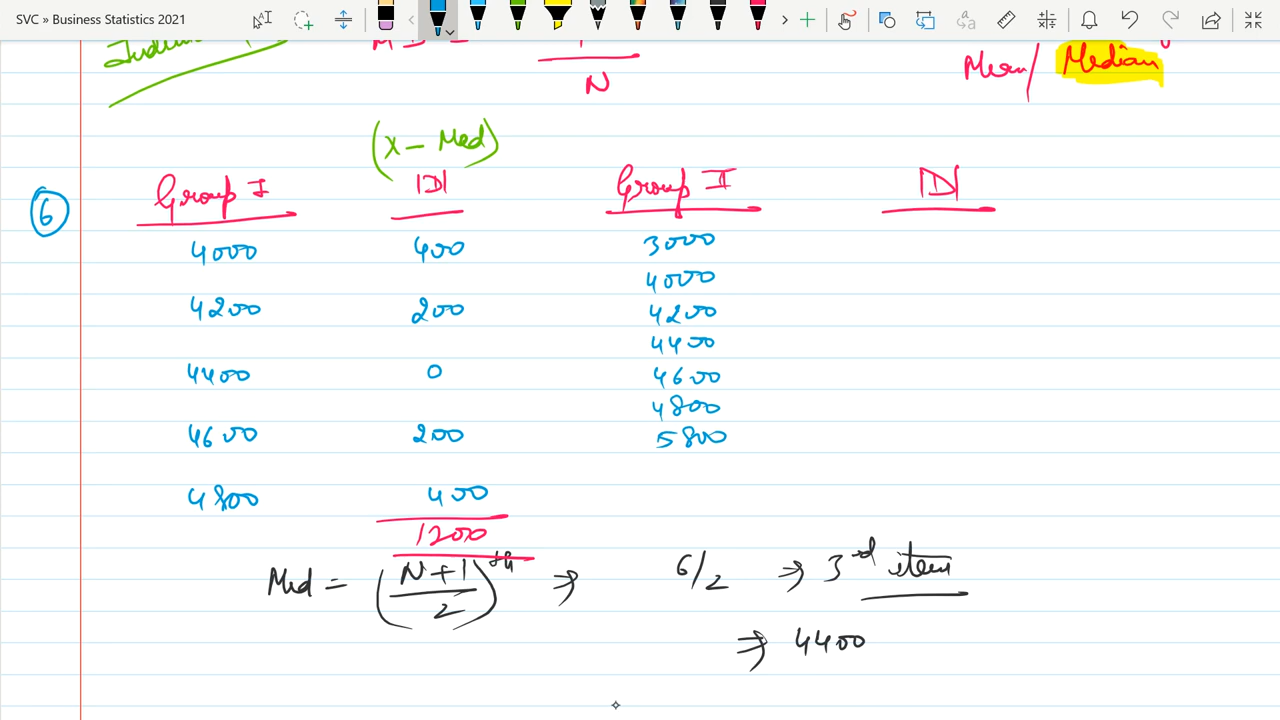 SVC » Business Statistics 2021
N
Mean/ Median
(X - Med)
6 Group I |D| Group II |D|
4000 400 3000
4000
4200 200 4200
4400
4400 0 4600
4800
4600 200 5800
4800 400
1200
Med = (N+1/2)th ⇒ 6/2 ⇒ 3rd item
⇒ 4400